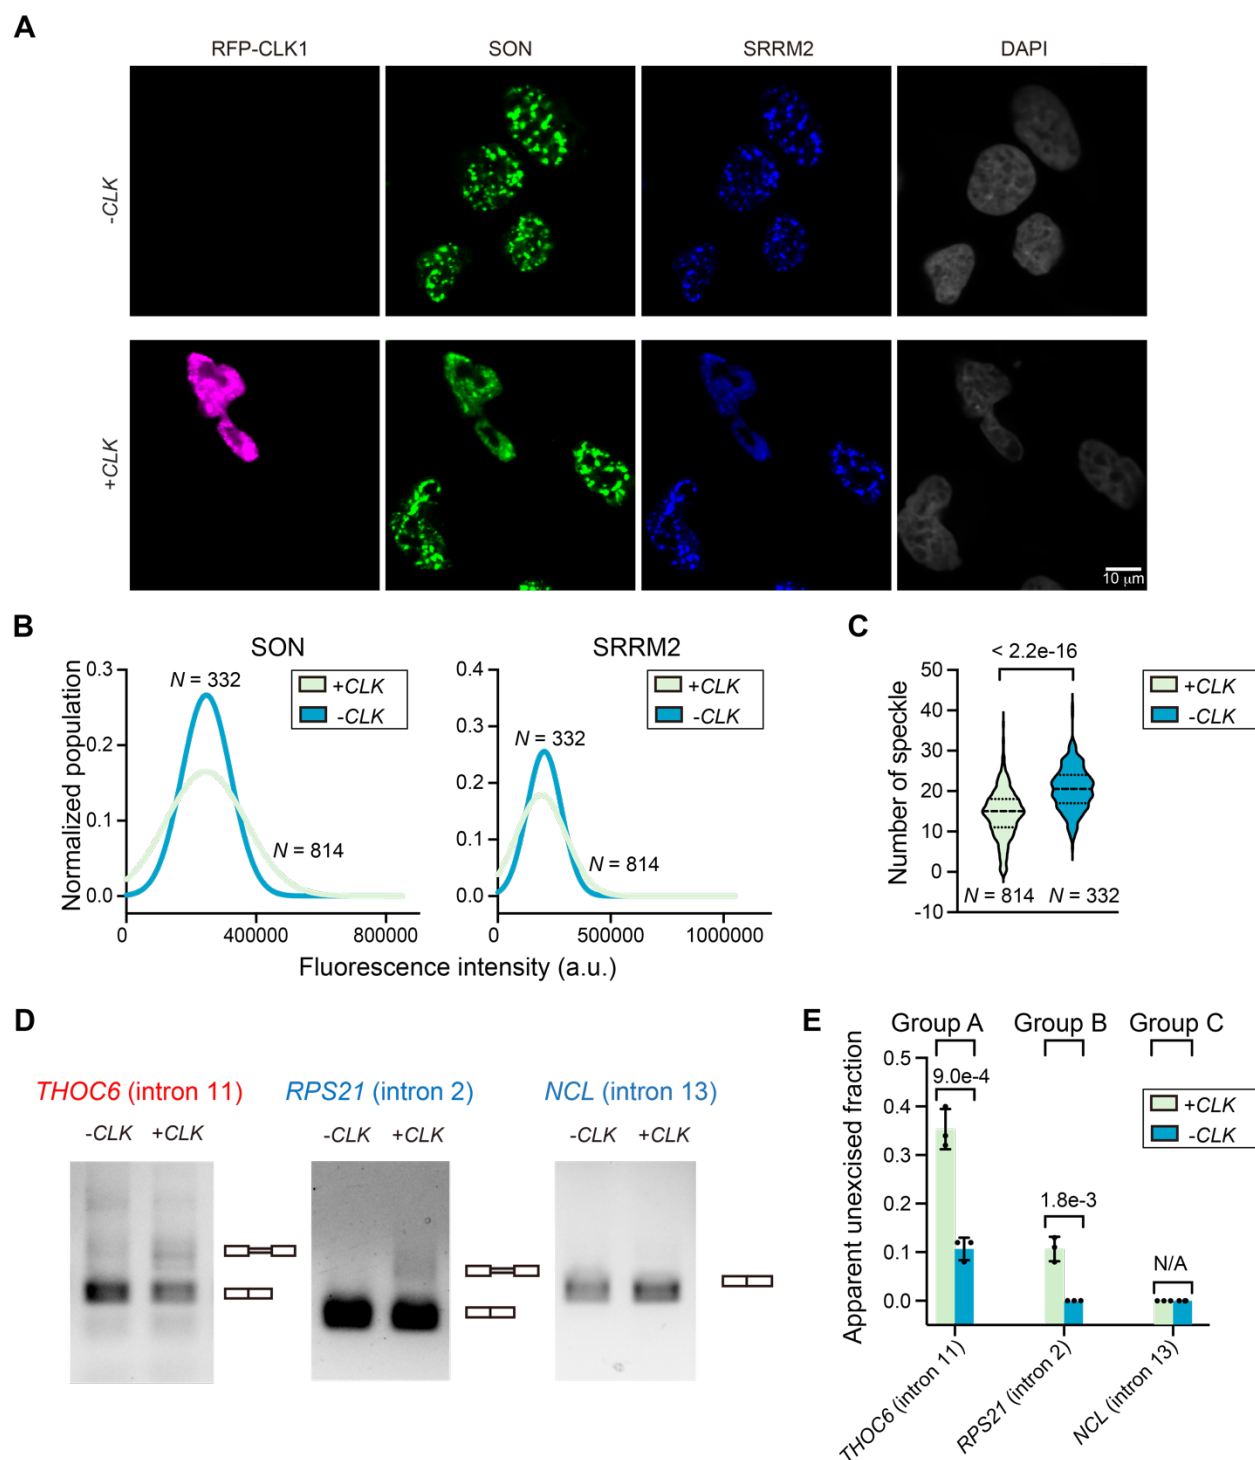 A
RFP-CLK1 SON SRRM2 DAPI
-CLK
+CLK
10 μm
B
SON
SRRM2
C
Normalized population
0.3
0.2
0.1
0.0
N = 332
N = 814
+CLK
-CLK
0 400000 800000
0.4
0.3
0.2
0.1
0.0
N = 332
N = 814
+CLK
-CLK
0 500000 1000000
Fluorescence intensity (a.u.)
Number of speckle
50
40
30
20
10
0
-10
< 2.2e-16
N = 814 N = 332
+CLK
-CLK
D
THOC6 (intron 11) RPS21 (intron 2) NCL (intron 13)
-CLK +CLK -CLK +CLK -CLK +CLK
E
Group A Group B Group C
Apparent unexcised fraction
0.5
0.4
0.3
0.2
0.1
0.0
9.0e-4
1.8e-3
N/A
+CLK
-CLK
THOC6 (intron 11)
RPS21 (intron 2)
NCL (intron 13)